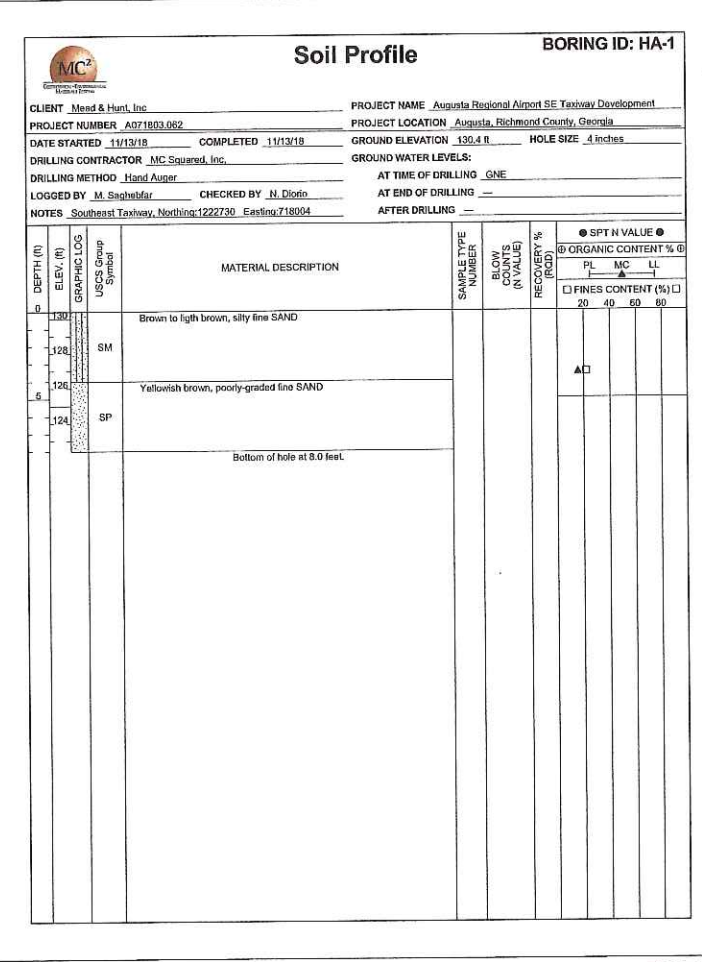 Soil Profile
BORING ID: HA-1
MC²
CLIENT Mead & Hunt, Inc
PROJECT NAME Augusta Regional Airport SE Taxiway Development
PROJECT NUMBER A071803.062
PROJECT LOCATION Augusta, Richmond County, Georgia
DATE STARTED 11/13/18 COMPLETED 11/13/18
GROUND ELEVATION 130.4 ft HOLE SIZE 4 inches
DRILLING CONTRACTOR MC Squared, Inc,
GROUND WATER LEVELS:
DRILLING METHOD Hand Auger
AT TIME OF DRILLING GNE
LOGGED BY M. Saghebfar CHECKED BY N. Diorio
AT END OF DRILLING —
NOTES Southeast Taxiway, Northing:1222730 Easting:718004
AFTER DRILLING —
DEPTH (ft)
ELEV. (ft)
GRAPHIC LOG
USCS Group
Symbol
MATERIAL DESCRIPTION
SAMPLE TYPE
NUMBER
BLOW
COUNTS
(N VALUE)
RECOVERY %
(RQD)
● SPT N VALUE ●
⊕ ORGANIC CONTENT % ⊕
PL MC LL
□ FINES CONTENT (%) □
20 40 60 80
0
130
Brown to ligth brown, silty fine SAND
128
SM
126
Yellowish brown, poorly-graded fine SAND
5
124
SP
Bottom of hole at 8.0 feet.